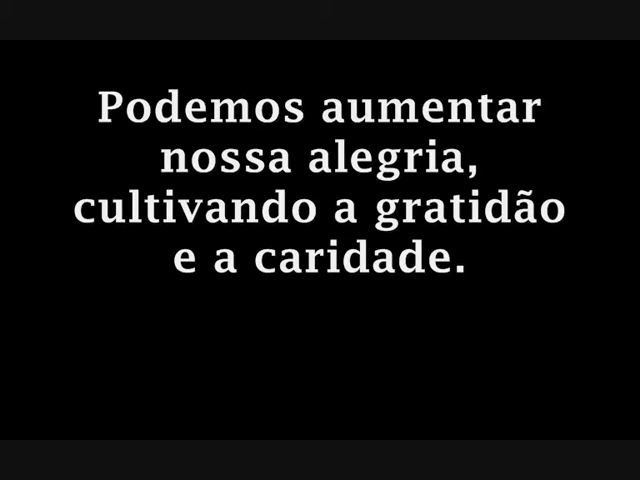 Podemos aumentar
nossa alegria,
cultivando a gratidão
e a caridade.